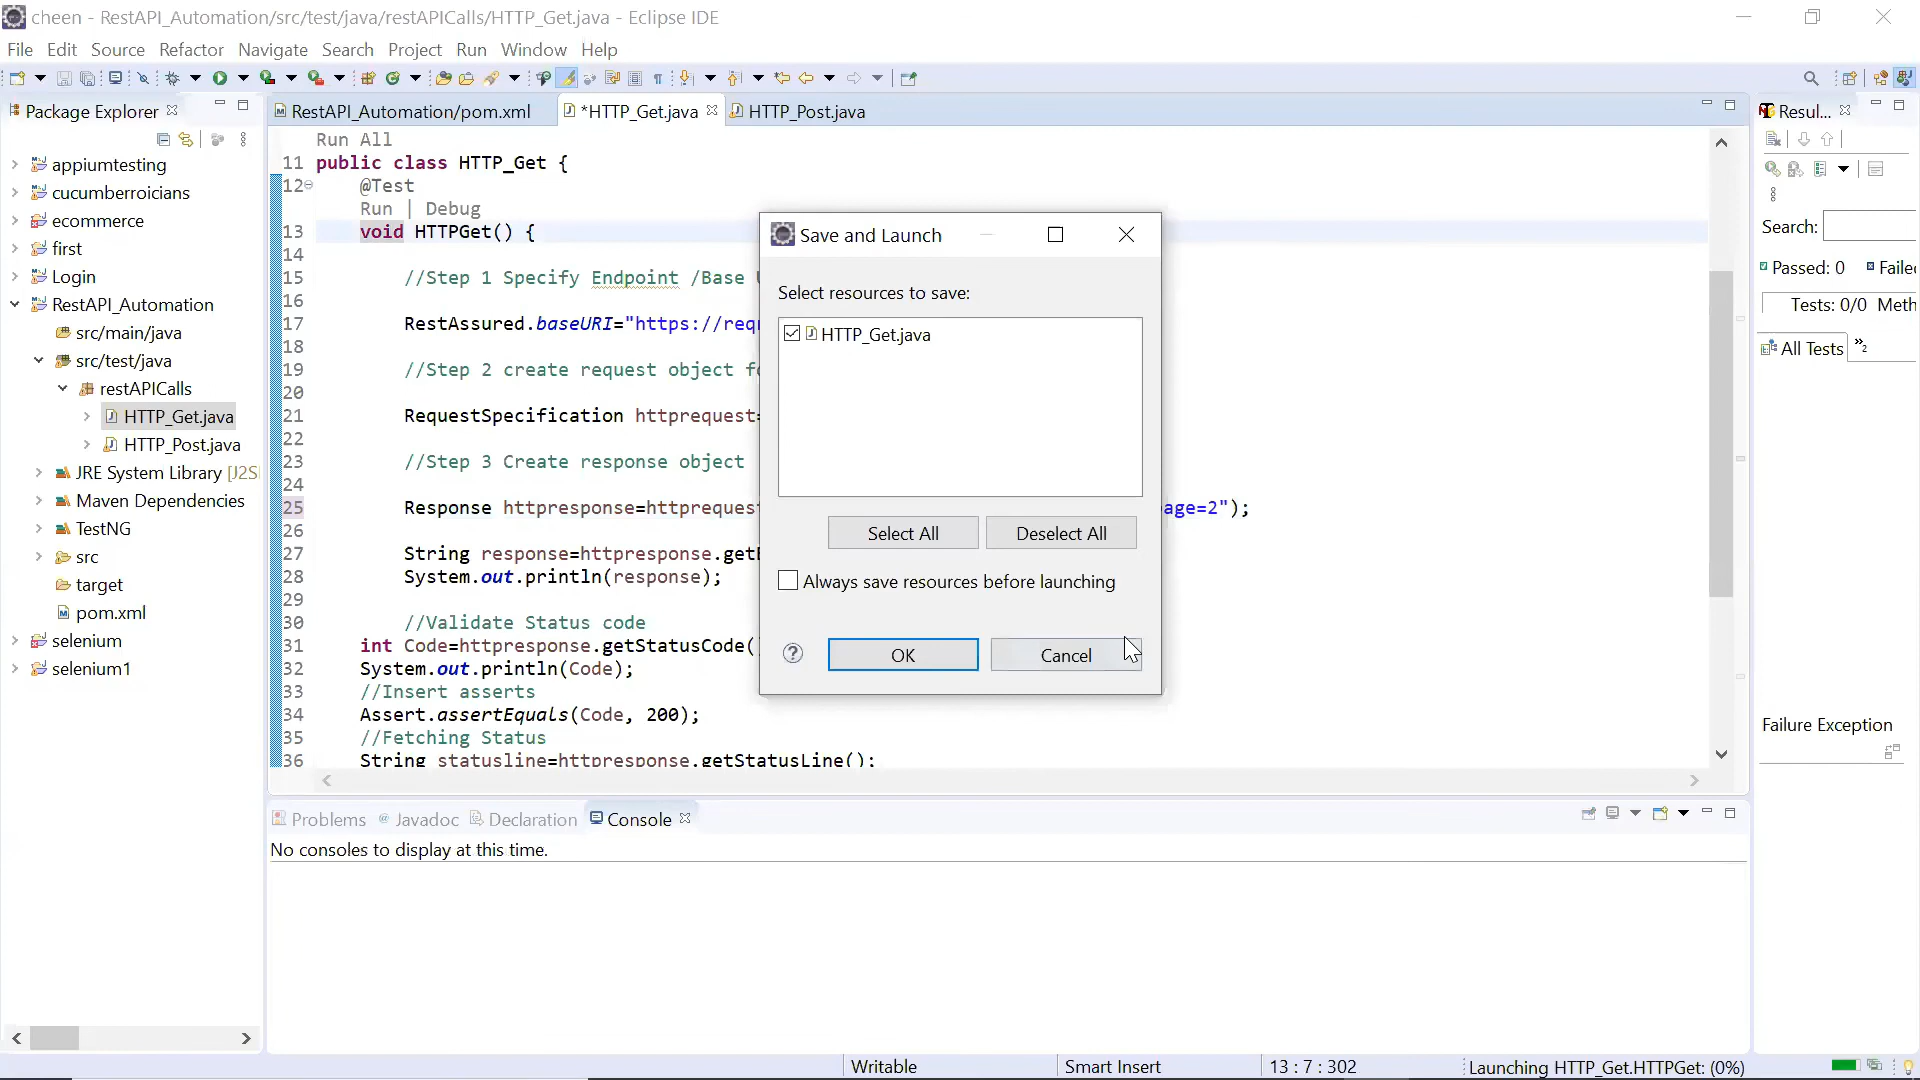 cheen - RestAPI_Automation/src/test/java/restAPICalls/HTTP_Get.java - Eclipse IDE
File Edit Source Refactor Navigate Search Project Run Window Help
Package Explorer
appiumtesting
cucumberroicians
ecommerce
first
Login
RestAPI_Automation
src/main/java
src/test/java
restAPICalls
HTTP_Get.java
HTTP_Post.java
JRE System Library [J2S
Maven Dependencies
TestNG
src
target
pom.xml
selenium
selenium1
RestAPI_Automation/pom.xml
*HTTP_Get.java
HTTP_Post.java
Run All
11 public class HTTP_Get {
12 @Test
Run | Debug
13 void HTTPGet() {
14
15 //Step 1 Specify Endpoint /Base
16
17 RestAssured.baseURI="https://req
18
19 //Step 2 create request object f
20
21 RequestSpecification httprequest=
22
23 //Step 3 Create response object
24
25 Response httpresponse=httprequest age=2");
26
27 String response=httpresponse.get
28 System.out.println(response);
29
30 //Validate Status code
31 int Code=httpresponse.getStatusCode(
32 System.out.println(Code);
33 //Insert asserts
34 Assert.assertEquals(Code, 200);
35 //Fetching Status
36 String statusline=httpresponse.getStatusLine();
Save and Launch
Select resources to save:
HTTP_Get.java
Select All
Deselect All
Always save resources before launching
OK
Cancel
Problems
Javadoc
Declaration
Console
No consoles to display at this time.
Resul...
Search:
Passed: 0
Faile
Tests: 0/0 Meth
All Tests
Failure Exception
Writable
Smart Insert
13 : 7 : 302
Launching HTTP_Get.HTTPGet: (0%)